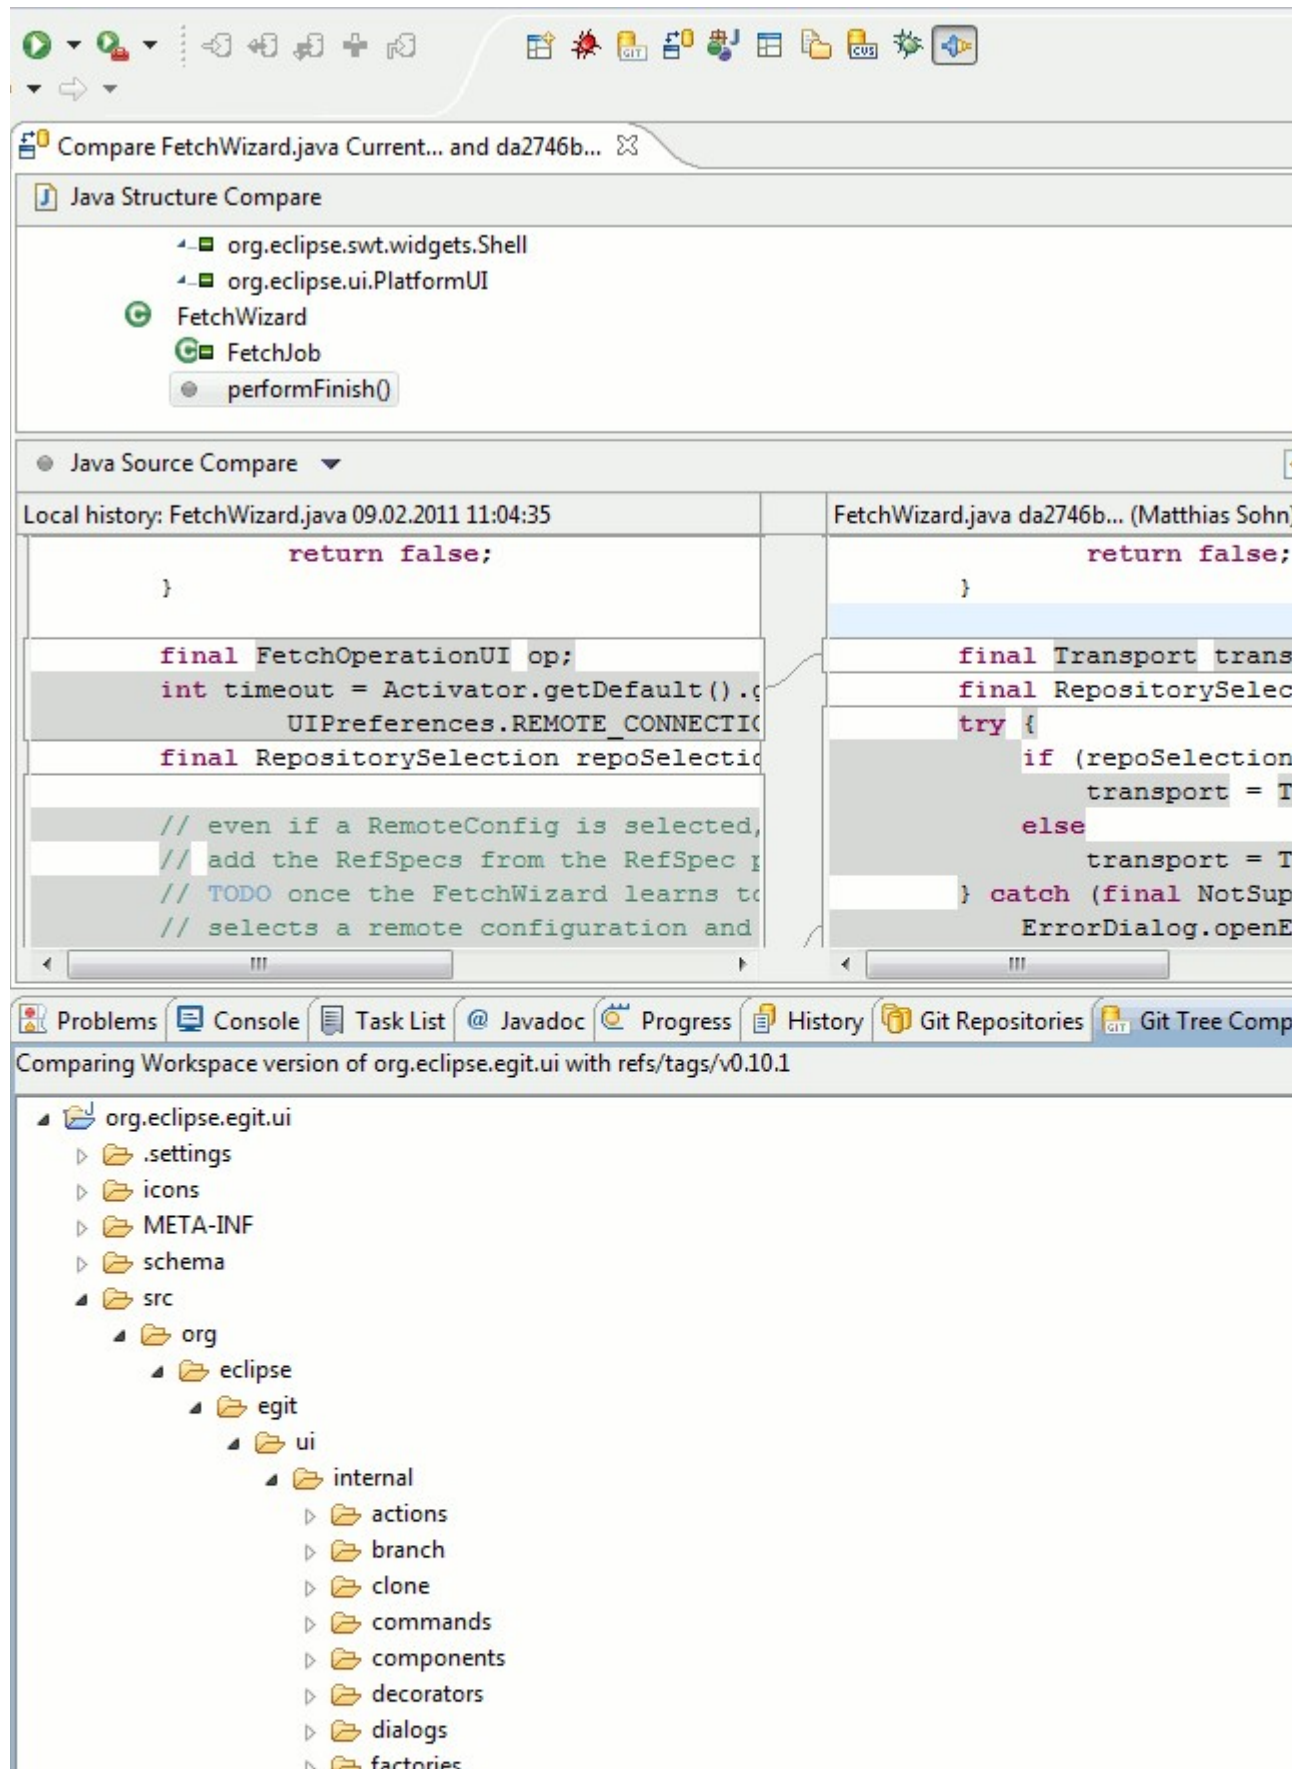 GIT
CVS
Compare FetchWizard.java Current... and da2746b...
Java Structure Compare
org.eclipse.swt.widgets.Shell
org.eclipse.ui.PlatformUI
FetchWizard
FetchJob
performFinish()
Java Source Compare
Local history: FetchWizard.java 09.02.2011 11:04:35
return false;
}
final FetchOperationUI op;
int timeout = Activator.getDefault().
UIPreferences.REMOTE_CONNECTIO
final RepositorySelection repoSelectio
// even if a RemoteConfig is selected,
// add the RefSpecs from the RefSpec p
// TODO once the FetchWizard learns to
// selects a remote configuration and
FetchWizard.java da2746b... (Matthias Sohn)
return false;
}
final Transport trans
final RepositorySelec
try {
if (repoSelection
transport = T
else
transport = T
} catch (final NotSup
ErrorDialog.openE
Problems
Console
Task List
@ Javadoc
Progress
History
Git Repositories
Git Tree Comp
Comparing Workspace version of org.eclipse.egit.ui with refs/tags/v0.10.1
org.eclipse.egit.ui
.settings
icons
META-INF
schema
src
org
eclipse
egit
ui
internal
actions
branch
clone
commands
components
decorators
dialogs
factories